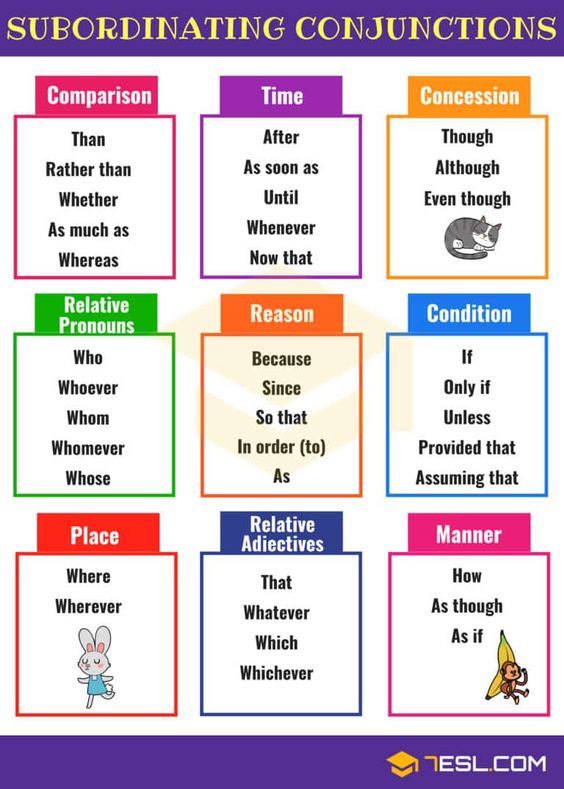 SUBORDINATING CONJUNCTIONS
Comparison
Than
Rather than
Whether
As much as
Whereas
Time
After
As soon as
Until
Whenever
Now that
Concession
Though
Although
Even though
Relative
Pronouns
Who
Whoever
Whom
Whomever
Whose
Reason
Because
Since
So that
In order (to)
As
Condition
If
Only if
Unless
Provided that
Assuming that
Place
Where
Wherever
Relative
Adjectives
That
Whatever
Which
Whichever
Manner
How
As though
As if
7ESL.COM